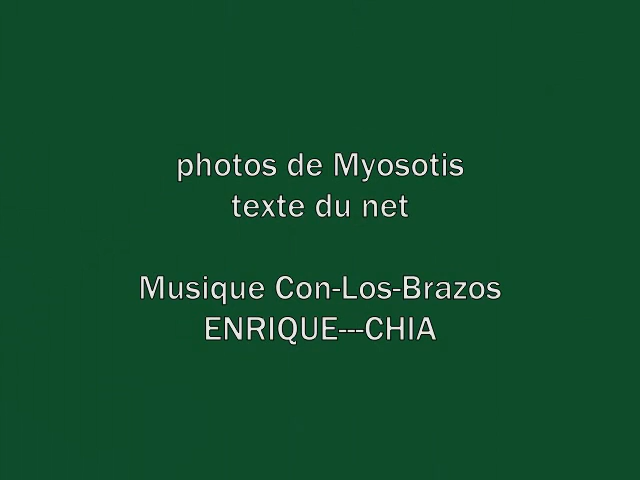 photos de Myosotis
texte du net
Musique Con-Los-Brazos
ENRIQUE---CHIA